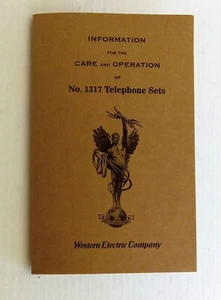 INFORMATION
FOR THE
CARE AND OPERATION
OF
No. 1317 Telephone Sets
Western Electric Company